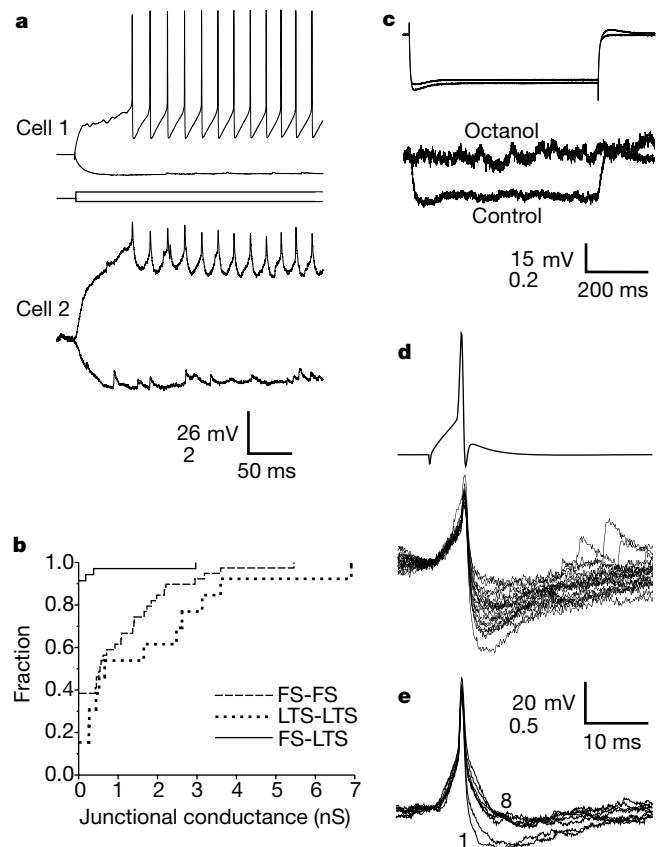 a
Cell 1
Cell 2
26 mV
2
50 ms
b
1.0
0.8
0.6
0.4
0.2
0.0
Fraction
FS-FS
LTS-LTS
FS-LTS
0 1 2 3 4 5 6 7
Junctional conductance (nS)
c
Octanol
Control
15 mV
0.2
200 ms
d
e
20 mV
0.5
10 ms
8
1